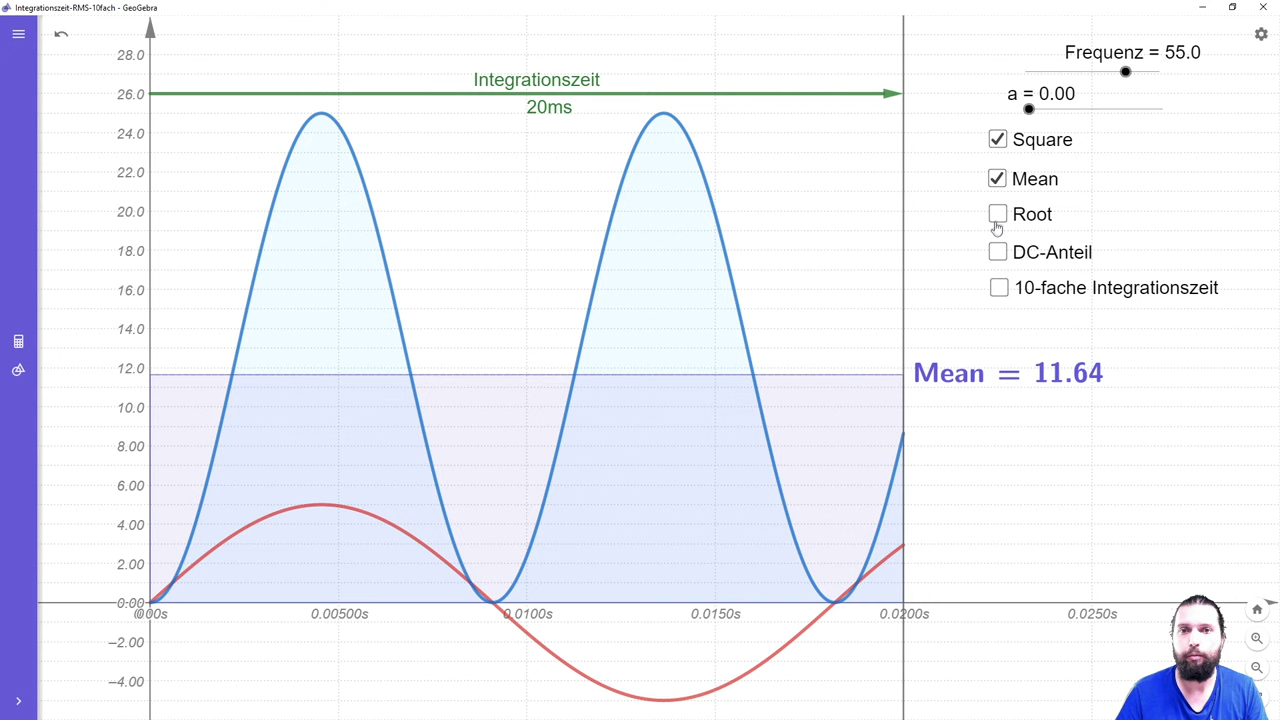 Integrationszeit-RMS-10fach - GeoGebra
Integrationszeit
20ms
28.0
26.0
24.0
22.0
20.0
18.0
16.0
14.0
12.0
10.0
8.00
6.00
4.00
2.00
0.00
−2.00
−4.00
0.00500s
0.0100s
0.0150s
0.0200s
0.0250s
Frequenz = 55.0
a = 0.00
Square
Mean
Root
DC-Anteil
10-fache Integrationszeit
Mean = 11.64